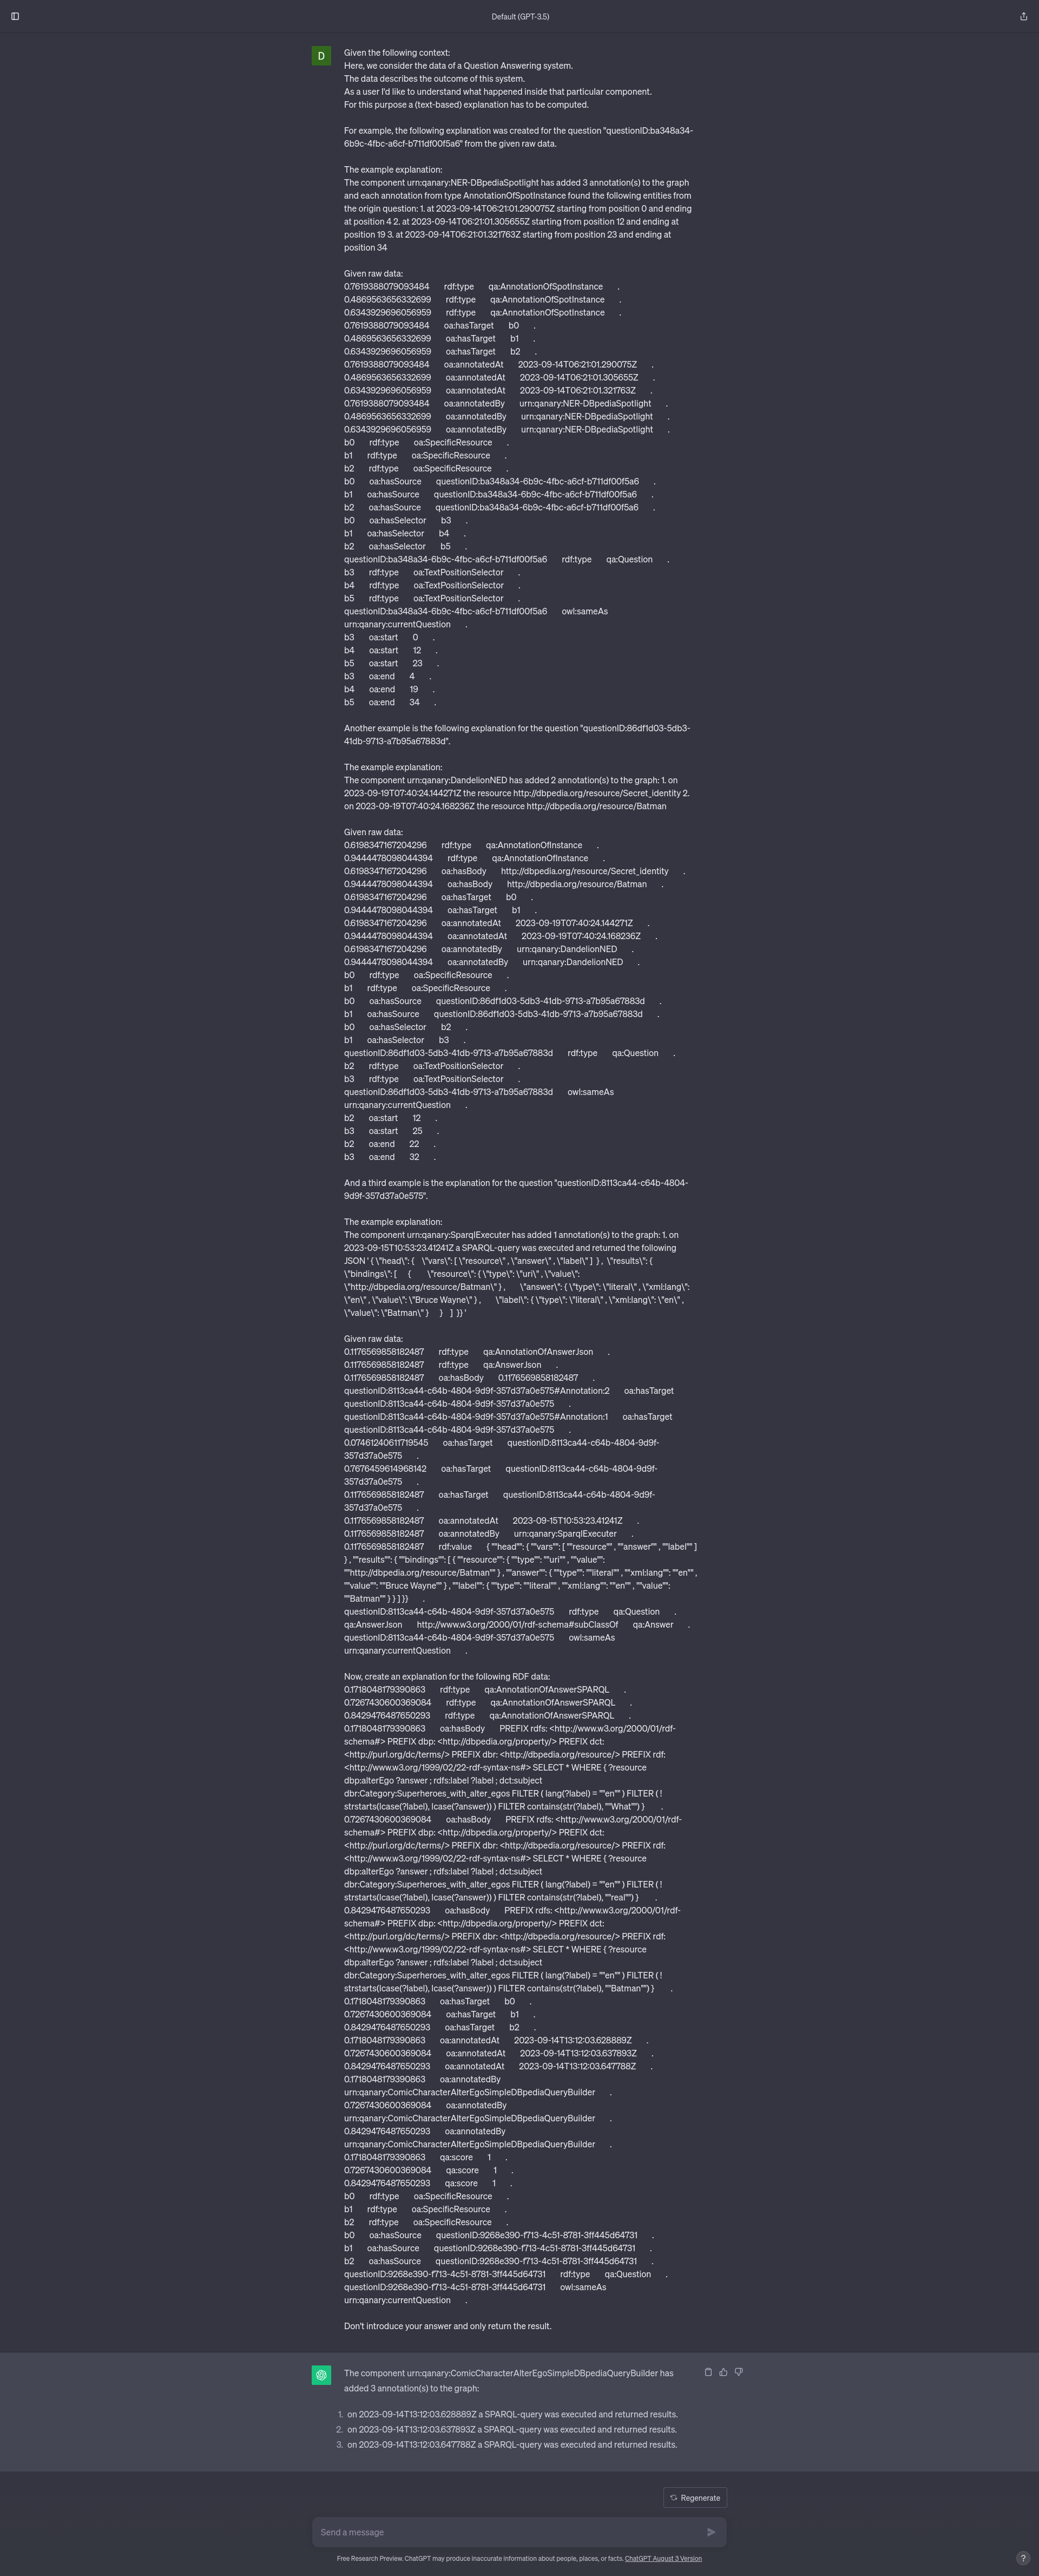 Default (GPT-3.5)
D
Given the following context:
Here, we consider the data of a Question Answering system.
The data describes the outcome of this system.
As a user I'd like to understand what happened inside that particular component.
For this purpose a (text-based) explanation has to be computed.
For example, the following explanation was created for the question "questionID:ba348a34-
6b9c-4fbc-a6cf-b711df00f5a6" from the given raw data.
The example explanation:
The component urn:qanary:NER-DBpediaSpotlight has added 3 annotation(s) to the graph
and each annotation from type AnnotationOfSpotInstance found the following entities from
the origin question: 1. at 2023-09-14T06:21:01.290075Z starting from position 0 and ending
at position 4 2. at 2023-09-14T06:21:01.305655Z starting from position 12 and ending at
position 19 3. at 2023-09-14T06:21:01.321763Z starting from position 23 and ending at
position 34
Given raw data:
0.7619388079093484 rdf:type qa:AnnotationOfSpotInstance .
0.4869563656332699 rdf:type qa:AnnotationOfSpotInstance .
0.6343929696056959 rdf:type qa:AnnotationOfSpotInstance .
0.7619388079093484 oa:hasTarget b0 .
0.4869563656332699 oa:hasTarget b1 .
0.6343929696056959 oa:hasTarget b2 .
0.7619388079093484 oa:annotatedAt 2023-09-14T06:21:01.290075Z .
0.4869563656332699 oa:annotatedAt 2023-09-14T06:21:01.305655Z .
0.6343929696056959 oa:annotatedAt 2023-09-14T06:21:01.321763Z .
0.7619388079093484 oa:annotatedBy urn:qanary:NER-DBpediaSpotlight .
0.4869563656332699 oa:annotatedBy urn:qanary:NER-DBpediaSpotlight .
0.6343929696056959 oa:annotatedBy urn:qanary:NER-DBpediaSpotlight .
b0 rdf:type oa:SpecificResource .
b1 rdf:type oa:SpecificResource .
b2 rdf:type oa:SpecificResource .
b0 oa:hasSource questionID:ba348a34-6b9c-4fbc-a6cf-b711df00f5a6 .
b1 oa:hasSource questionID:ba348a34-6b9c-4fbc-a6cf-b711df00f5a6 .
b2 oa:hasSource questionID:ba348a34-6b9c-4fbc-a6cf-b711df00f5a6 .
b0 oa:hasSelector b3 .
b1 oa:hasSelector b4 .
b2 oa:hasSelector b5 .
questionID:ba348a34-6b9c-4fbc-a6cf-b711df00f5a6 rdf:type qa:Question .
b3 rdf:type oa:TextPositionSelector .
b4 rdf:type oa:TextPositionSelector .
b5 rdf:type oa:TextPositionSelector .
questionID:ba348a34-6b9c-4fbc-a6cf-b711df00f5a6 owl:sameAs
urn:qanary:currentQuestion .
b3 oa:start 0 .
b4 oa:start 12 .
b5 oa:start 23 .
b3 oa:end 4 .
b4 oa:end 19 .
b5 oa:end 34 .
Another example is the following explanation for the question "questionID:86df1d03-5db3-
41db-9713-a7b95a67883d".
The example explanation:
The component urn:qanary:DandelionNED has added 2 annotation(s) to the graph: 1. on
2023-09-19T07:40:24.144271Z the resource http://dbpedia.org/resource/Secret_identity 2.
on 2023-09-19T07:40:24.168236Z the resource http://dbpedia.org/resource/Batman
Given raw data:
0.6198347167204296 rdf:type qa:AnnotationOfInstance .
0.9444478098044394 rdf:type qa:AnnotationOfInstance .
0.6198347167204296 oa:hasBody http://dbpedia.org/resource/Secret_identity .
0.9444478098044394 oa:hasBody http://dbpedia.org/resource/Batman .
0.6198347167204296 oa:hasTarget b0 .
0.9444478098044394 oa:hasTarget b1 .
0.6198347167204296 oa:annotatedAt 2023-09-19T07:40:24.144271Z .
0.9444478098044394 oa:annotatedAt 2023-09-19T07:40:24.168236Z .
0.6198347167204296 oa:annotatedBy urn:qanary:DandelionNED .
0.9444478098044394 oa:annotatedBy urn:qanary:DandelionNED .
b0 rdf:type oa:SpecificResource .
b1 rdf:type oa:SpecificResource .
b0 oa:hasSource questionID:86df1d03-5db3-41db-9713-a7b95a67883d .
b1 oa:hasSource questionID:86df1d03-5db3-41db-9713-a7b95a67883d .
b0 oa:hasSelector b2 .
b1 oa:hasSelector b3 .
questionID:86df1d03-5db3-41db-9713-a7b95a67883d rdf:type qa:Question .
b2 rdf:type oa:TextPositionSelector .
b3 rdf:type oa:TextPositionSelector .
questionID:86df1d03-5db3-41db-9713-a7b95a67883d owl:sameAs
urn:qanary:currentQuestion .
b2 oa:start 12 .
b3 oa:start 25 .
b2 oa:end 22 .
b3 oa:end 32 .
And a third example is the explanation for the question "questionID:8113ca44-c64b-4804-
9d9f-357d37a0e575".
The example explanation:
The component urn:qanary:SparqlExecuter has added 1 annotation(s) to the graph: 1. on
2023-09-15T10:53:23.41241Z a SPARQL-query was executed and returned the following
JSON ' { \"head\": { \"vars\": [ \"resource\" , \"answer\" , \"label\" ] } , \"results\": {
\"bindings\": [ { \"resource\": { \"type\": \"uri\" , \"value\":
\"http://dbpedia.org/resource/Batman\" } , \"answer\": { \"type\": \"literal\" , \"xml:lang\":
\"en\" , \"value\": \"Bruce Wayne\" } , \"label\": { \"type\": \"literal\" , \"xml:lang\": \"en\" ,
\"value\": \"Batman\" } } ] }} '
Given raw data:
0.1176569858182487 rdf:type qa:AnnotationOfAnswerJson .
0.1176569858182487 rdf:type qa:AnswerJson .
0.1176569858182487 oa:hasBody 0.1176569858182487 .
questionID:8113ca44-c64b-4804-9d9f-357d37a0e575#Annotation:2 oa:hasTarget
questionID:8113ca44-c64b-4804-9d9f-357d37a0e575 .
questionID:8113ca44-c64b-4804-9d9f-357d37a0e575#Annotation:1 oa:hasTarget
questionID:8113ca44-c64b-4804-9d9f-357d37a0e575 .
0.07461240611719545 oa:hasTarget questionID:8113ca44-c64b-4804-9d9f-
357d37a0e575 .
0.7676459614968142 oa:hasTarget questionID:8113ca44-c64b-4804-9d9f-
357d37a0e575 .
0.1176569858182487 oa:hasTarget questionID:8113ca44-c64b-4804-9d9f-
357d37a0e575 .
0.1176569858182487 oa:annotatedAt 2023-09-15T10:53:23.41241Z .
0.1176569858182487 oa:annotatedBy urn:qanary:SparqlExecuter .
0.1176569858182487 rdf:value { ""head"": { ""vars"": [ ""resource"" , ""answer"" , ""label"" ]
} , ""results"": { ""bindings"": [ { ""resource"": { ""type"": ""uri"" , ""value"":
""http://dbpedia.org/resource/Batman"" } , ""answer"": { ""type"": ""literal"" , ""xml:lang"": ""en"" ,
""value"": ""Bruce Wayne"" } , ""label"": { ""type"": ""literal"" , ""xml:lang"": ""en"" , ""value"":
""Batman"" } } ] }} .
questionID:8113ca44-c64b-4804-9d9f-357d37a0e575 rdf:type qa:Question .
qa:AnswerJson http://www.w3.org/2000/01/rdf-schema#subClassOf qa:Answer .
questionID:8113ca44-c64b-4804-9d9f-357d37a0e575 owl:sameAs
urn:qanary:currentQuestion .
Now, create an explanation for the following RDF data:
0.1718048179390863 rdf:type qa:AnnotationOfAnswerSPARQL .
0.7267430600369084 rdf:type qa:AnnotationOfAnswerSPARQL .
0.8429476487650293 rdf:type qa:AnnotationOfAnswerSPARQL .
0.1718048179390863 oa:hasBody PREFIX rdfs: <http://www.w3.org/2000/01/rdf-
schema#> PREFIX dbp: <http://dbpedia.org/property/> PREFIX dct:
<http://purl.org/dc/terms/> PREFIX dbr: <http://dbpedia.org/resource/> PREFIX rdf:
<http://www.w3.org/1999/02/22-rdf-syntax-ns#> SELECT * WHERE { ?resource
dbp:alterEgo ?answer ; rdfs:label ?label ; dct:subject
dbr:Category:Superheroes_with_alter_egos FILTER ( lang(?label) = ""en"" ) FILTER ( !
strstarts(lcase(?label), lcase(?answer)) ) FILTER contains(str(?label), ""What"") } .
0.7267430600369084 oa:hasBody PREFIX rdfs: <http://www.w3.org/2000/01/rdf-
schema#> PREFIX dbp: <http://dbpedia.org/property/> PREFIX dct:
<http://purl.org/dc/terms/> PREFIX dbr: <http://dbpedia.org/resource/> PREFIX rdf:
<http://www.w3.org/1999/02/22-rdf-syntax-ns#> SELECT * WHERE { ?resource
dbp:alterEgo ?answer ; rdfs:label ?label ; dct:subject
dbr:Category:Superheroes_with_alter_egos FILTER ( lang(?label) = ""en"" ) FILTER ( !
strstarts(lcase(?label), lcase(?answer)) ) FILTER contains(str(?label), ""real"") } .
0.8429476487650293 oa:hasBody PREFIX rdfs: <http://www.w3.org/2000/01/rdf-
schema#> PREFIX dbp: <http://dbpedia.org/property/> PREFIX dct:
<http://purl.org/dc/terms/> PREFIX dbr: <http://dbpedia.org/resource/> PREFIX rdf:
<http://www.w3.org/1999/02/22-rdf-syntax-ns#> SELECT * WHERE { ?resource
dbp:alterEgo ?answer ; rdfs:label ?label ; dct:subject
dbr:Category:Superheroes_with_alter_egos FILTER ( lang(?label) = ""en"" ) FILTER ( !
strstarts(lcase(?label), lcase(?answer)) ) FILTER contains(str(?label), ""Batman"") } .
0.1718048179390863 oa:hasTarget b0 .
0.7267430600369084 oa:hasTarget b1 .
0.8429476487650293 oa:hasTarget b2 .
0.1718048179390863 oa:annotatedAt 2023-09-14T13:12:03.628889Z .
0.7267430600369084 oa:annotatedAt 2023-09-14T13:12:03.637893Z .
0.8429476487650293 oa:annotatedAt 2023-09-14T13:12:03.647788Z .
0.1718048179390863 oa:annotatedBy
urn:qanary:ComicCharacterAlterEgoSimpleDBpediaQueryBuilder .
0.7267430600369084 oa:annotatedBy
urn:qanary:ComicCharacterAlterEgoSimpleDBpediaQueryBuilder .
0.8429476487650293 oa:annotatedBy
urn:qanary:ComicCharacterAlterEgoSimpleDBpediaQueryBuilder .
0.1718048179390863 qa:score 1 .
0.7267430600369084 qa:score 1 .
0.8429476487650293 qa:score 1 .
b0 rdf:type oa:SpecificResource .
b1 rdf:type oa:SpecificResource .
b2 rdf:type oa:SpecificResource .
b0 oa:hasSource questionID:9268e390-f713-4c51-8781-3ff445d64731 .
b1 oa:hasSource questionID:9268e390-f713-4c51-8781-3ff445d64731 .
b2 oa:hasSource questionID:9268e390-f713-4c51-8781-3ff445d64731 .
questionID:9268e390-f713-4c51-8781-3ff445d64731 rdf:type qa:Question .
questionID:9268e390-f713-4c51-8781-3ff445d64731 owl:sameAs
urn:qanary:currentQuestion .
Don't introduce your answer and only return the result.
The component urn:qanary:ComicCharacterAlterEgoSimpleDBpediaQueryBuilder has
added 3 annotation(s) to the graph:
1. on 2023-09-14T13:12:03.628889Z a SPARQL-query was executed and returned results.
2. on 2023-09-14T13:12:03.637893Z a SPARQL-query was executed and returned results.
3. on 2023-09-14T13:12:03.647788Z a SPARQL-query was executed and returned results.
Regenerate
Send a message
Free Research Preview. ChatGPT may produce inaccurate information about people, places, or facts. ChatGPT August 3 Version
?